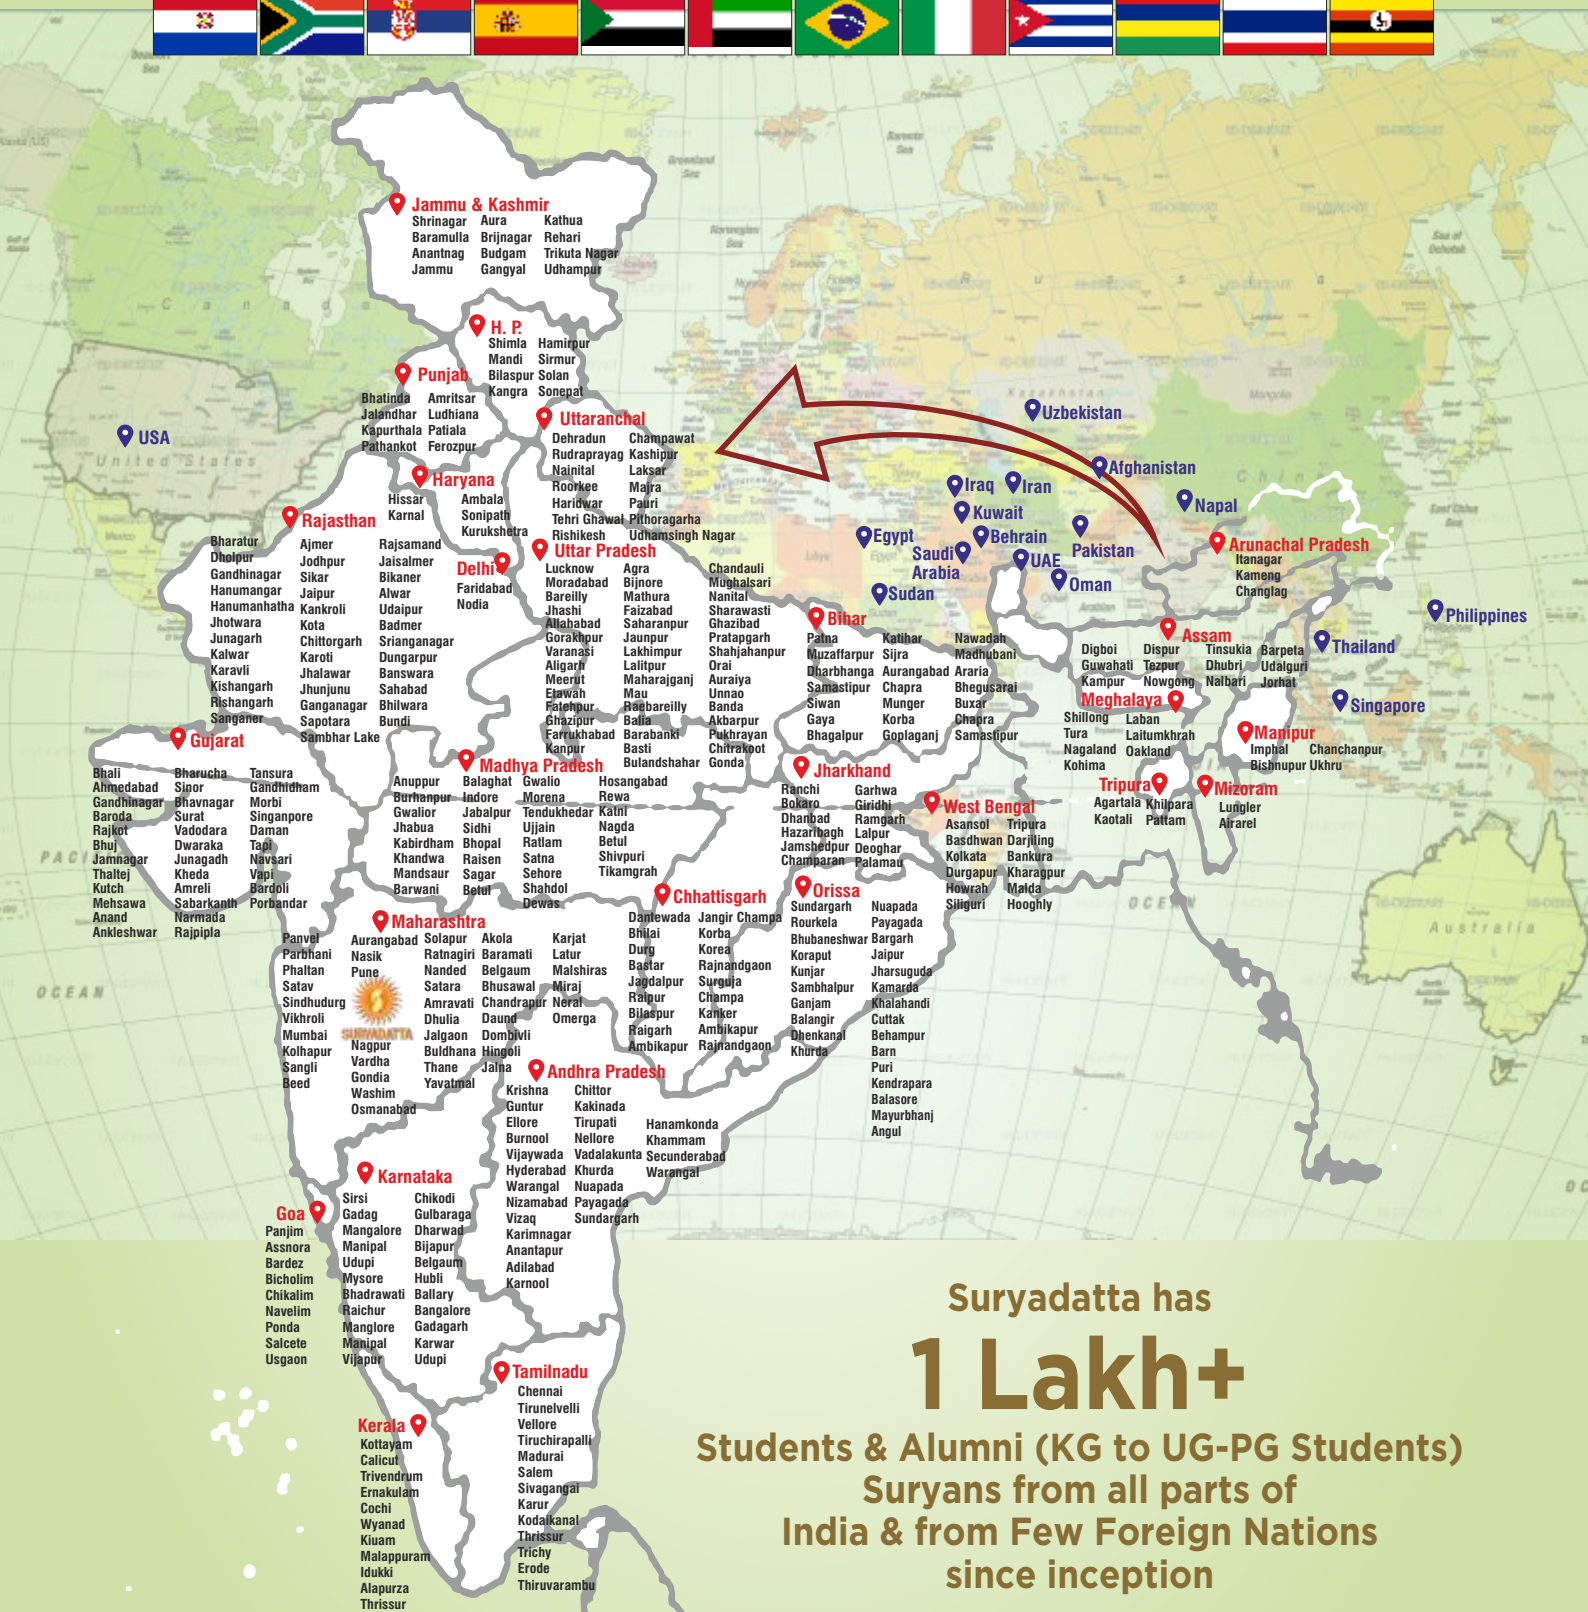 Jammu & Kashmir
Shrinagar Aura Kathua
Baramulla Brijnagar Rehari
Anantnag Budgam Trikuta Nagar
Jammu Gangyal Udhampur
H. P.
Shimla Hamirpur
Mandi Sirmur
Bilaspur Solan
Kangra Sonepat
Punjab
Bhatinda Amritsar
Jalandhar Ludhiana
Kapurthala Patiala
Pathankot Ferozpur
Uttaranchal
Dehradun Champawat
Rudraprayag Kashipur
Nainital Laksar
Roorkee Majra
Haridwar Pauri
Tehri Ghawal Pithoragarha
Rishikesh Udhamsingh Nagar
Haryana
Hissar Ambala
Karnal Sonipath
Kurukshetra
USA
United States
Canada
Uzbekistan
Afghanistan
Iraq
Iran
Napal
Kuwait
Egypt
Behrain
Pakistan
Saudi
Arabia
UAE
Oman
Sudan
Philippines
Thailand
Singapore
Rajasthan
Bharatur
Dholpur
Gandhinagar
Hanumangar
Hanumanhatha
Jhotwara
Junagarh
Kalwar
Karavli
Kishangarh
Rishangarh
Sanganer
Ajmer
Jodhpur
Sikar
Jaipur
Kankroli
Kota
Chittorgarh
Karoti
Jhalawar
Jhunjunu
Ganganagar
Sapotara
Sambhar Lake
Rajsamand
Jaisalmer
Bikaner
Alwar
Udaipur
Badmer
Srianganagar
Dungarpur
Banswara
Sahabad
Bhilwara
Bundi
Delhi
Faridabad
Nodia
Uttar Pradesh
Lucknow Agra Chandauli
Moradabad Bijnore Mughalsari
Bareilly Mathura Nanital
Jhashi Faizabad Sharawasti
Allahabad Saharanpur Ghazibad
Gorakhpur Jaunpur Pratapgarh
Varanasi Lakhimpur Shahjahanpur
Aligarh Lalitpur Orai
Meerut Maharajganj Auraiya
Etawah Mau Unnao
Fatehpur Raebareilly Banda
Ghazipur Balia Akbarpur
Farrukhabad Barabanki Pukhrayan
Kanpur Basti Chitrakoot
Bulandshahar Gonda
Bihar
Patna Katihar Nawadah
Muzaffarpur Sijra Madhubani
Dharbhanga Aurangabad Araria
Samastipur Chapra Bhegusarai
Siwan Munger Buxar
Gaya Korba Chapra
Bhagalpur Goplaganj Samastipur
Arunachal Pradesh
Itanagar
Kameng
Changlag
Assam
Digboi Dispur Tinsukia Barpeta
Guwahati Tezpur Dhubri Udalguri
Kampur Nowgong Nalbari Jorhat
Meghalaya
Shillong Laban
Tura Laitumkhrah
Nagaland Oakland
Kohima
Manipur
Imphal Chanchanpur
Bishnupur Ukhru
Tripura
Agartala Khilpara
Kaotali Pattam
Mizoram
Lungler
Airarel
Gujarat
Bhali
Ahmedabad
Gandhinagar
Baroda
Rajkot
Bhuj
Jamnagar
Thaltej
Kutch
Mehsawa
Anand
Ankleshwar
Bharucha
Sinor
Bhavnagar
Surat
Vadodara
Dwaraka
Junagadh
Kheda
Amreli
Sabarkanth
Narmada
Rajpipla
Tansura
Gandhidham
Morbi
Singanpore
Daman
Tapi
Navsari
Vapi
Bardoli
Porbandar
Madhya Pradesh
Anuppur
Burhanpur
Gwalior
Jhabua
Kabirdham
Khandwa
Mandsaur
Barwani
Balaghat
Indore
Jabalpur
Sidhi
Bhopal
Raisen
Sagar
Betul
Gwalio
Morena
Tendukhedar
Ujjain
Ratlam
Satna
Sehore
Shahdol
Dewas
Hosangabad
Rewa
Katni
Nagda
Betul
Shivpuri
Tikamgrah
Jharkhand
Ranchi Garhwa
Bokaro Giridhi
Dhanbad Ramgarh
Hazaribagh Lalpur
Jamshedpur Deoghar
Champaran Palamau
West Bengal
Asansol Tripura
Basdhwan Darjiling
Kolkata Bankura
Durgapur Kharagpur
Howrah Malda
Siliguri Hooghly
Chhattisgarh
Dantewada Jangir Champa
Bhilai Korba
Durg Korea
Bastar Rajnandgaon
Jagdalpur Surguja
Raipur Champa
Bilaspur Kanker
Raigarh Ambikapur
Ambikapur Rajnandgaon
Orissa
Sundargarh
Rourkela
Bhubaneshwar
Koraput
Kunjar
Sambhalpur
Ganjam
Balangir
Dhenkanal
Khurda
Nuapada
Payagada
Bargarh
Jaipur
Jharsuguda
Kamarda
Khalahandi
Cuttak
Behampur
Barn
Puri
Kendrapara
Balasore
Mayurbhanj
Angul
Maharashtra
Panvel
Parbhani
Phaltan
Satav
Sindhudurg
Vikhroli
Mumbai
Kolhapur
Sangli
Beed
Aurangabad
Nasik
Pune
SURYADATTA
Nagpur
Vardha
Gondia
Washim
Osmanabad
Solapur
Ratnagiri
Nanded
Satara
Amravati
Dhulia
Jalgaon
Buldhana
Thane
Yavatmal
Akola
Baramati
Belgaum
Bhusawal
Chandrapur
Daund
Dombivli
Hingoli
Jalna
Karjat
Latur
Malshiras
Miraj
Neral
Omerga
Andhra Pradesh
Krishna
Guntur
Ellore
Burnool
Vijaywada
Hyderabad
Warangal
Nizamabad
Vizaq
Karimnagar
Anantapur
Adilabad
Karnool
Chittor
Kakinada
Tirupati
Nellore
Vadalakunta
Khurda
Nuapada
Payagada
Sundargarh
Hanamkonda
Khammam
Secunderabad
Warangal
Karnataka
Sirsi Chikodi
Gadag Gulbaraga
Mangalore Dharwad
Manipal Bijapur
Udupi Belgaum
Mysore Hubli
Bhadrawati Ballary
Raichur Bangalore
Manglore Gadagarh
Manipal Karwar
Vijapur Udupi
Goa
Panjim
Assnora
Bardez
Bicholim
Chikalim
Navelim
Ponda
Salcete
Usgaon
Tamilnadu
Chennai
Tirunelvelli
Vellore
Tiruchirapalli
Madurai
Salem
Sivagangai
Karur
Kodaikanal
Thrissur
Trichy
Erode
Thiruvarambu
Kerala
Kottayam
Calicut
Trivendrum
Ernakulam
Cochi
Wyanad
Kiuam
Malappuram
Idukki
Alapurza
Thrissur
OCEAN
Australia
Suryadatta has
1 Lakh+
Students & Alumni (KG to UG-PG Students)
Suryans from all parts of
India & from Few Foreign Nations
since inception